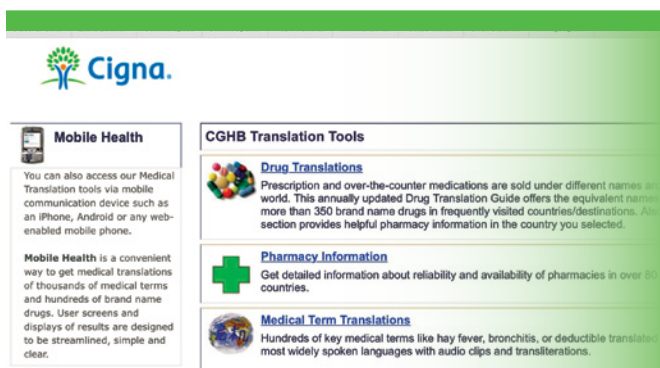 Cigna.
Mobile Health
You can also access our Medical
Translation tools via mobile
communication device such as
an iPhone, Android or any web-
enabled mobile phone.
Mobile Health is a convenient
way to get medical translations
of thousands of medical terms
and hundreds of brand name
drugs. User screens and
displays of results are designed
to be streamlined, simple and
clear.
CGHB Translation Tools
Drug Translations
Prescription and over-the-counter medications are sold under different names
world. This annually updated Drug Translation Guide offers the equivalent names
more than 350 brand name drugs in frequently visited countries/destinations.
section provides helpful pharmacy information in the country you selected.
Pharmacy Information
Get detailed information about reliability and availability of pharmacies in over
countries.
Medical Term Translations
Hundreds of key medical terms like hay fever, bronchitis, or deductible translated
most widely spoken languages with audio clips and transliterations.